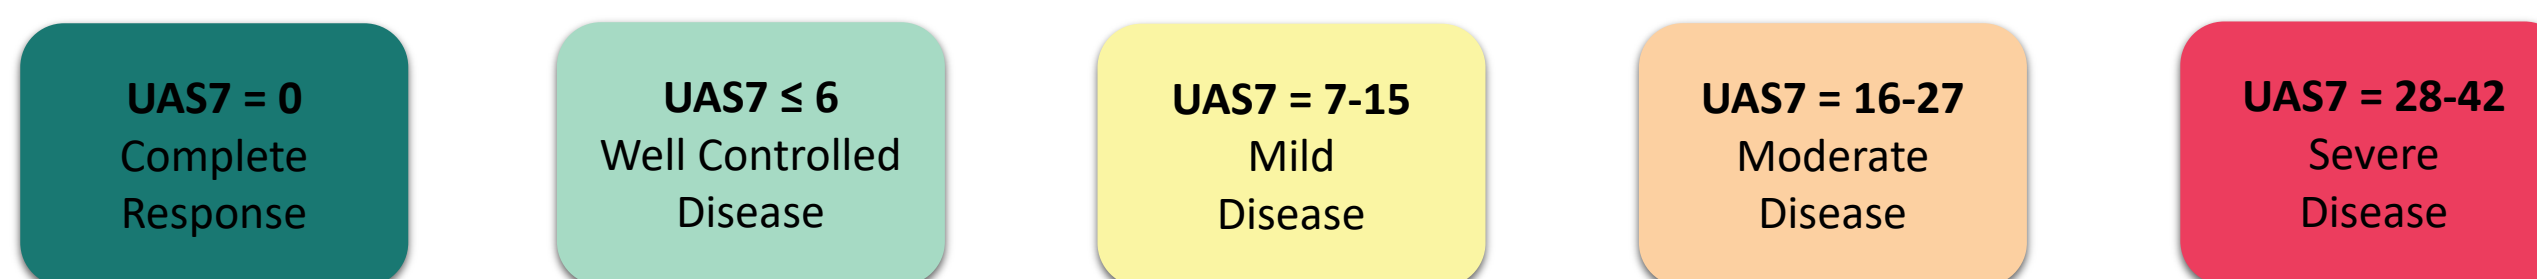 UAS7 = 0
Complete
Response
UAS7 ≤ 6
Well Controlled
Disease
UAS7 = 7-15
Mild
Disease
UAS7 = 16-27
Moderate
Disease
UAS7 = 28-42
Severe
Disease